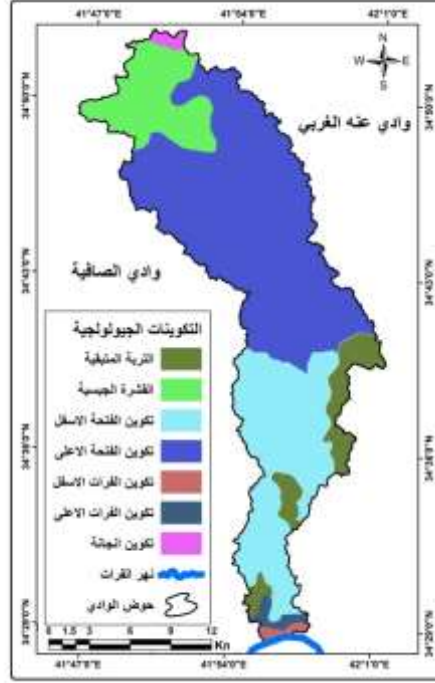 41°47'0"E 41°54'0"E 42°1'0"E
N
W E
S
وادي عنه الغربي
وادي الصافية
التكوينات الجيولوجية
التربة المتبقية
القشرة الجبسية
تكوين الفتحة الاسفل
تكوين الفتحة الاعلى
تكوين الفرات الاسفل
تكوين الفرات الاعلى
تكوين انجانة
نهر الفرات
حوض الوادي
0 1.5 3 6 9 12
Km
41°47'0"E 41°54'0"E 42°1'0"E